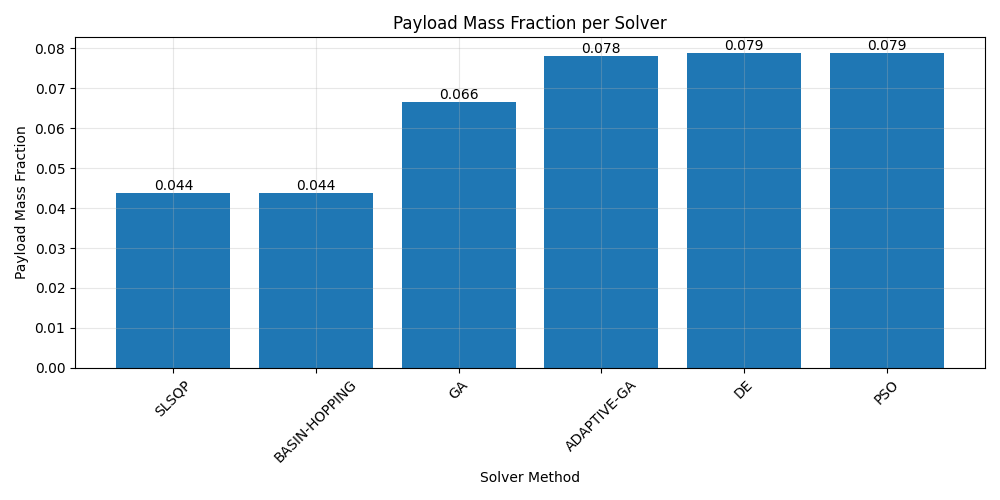 Payload Mass Fraction per Solver
Payload Mass Fraction
0.08
0.07
0.06
0.05
0.04
0.03
0.02
0.01
0.00
0.044
0.044
0.066
0.078
0.079
0.079
SLSQP
BASIN-HOPPING
GA
ADAPTIVE-GA
DE
PSO
Solver Method